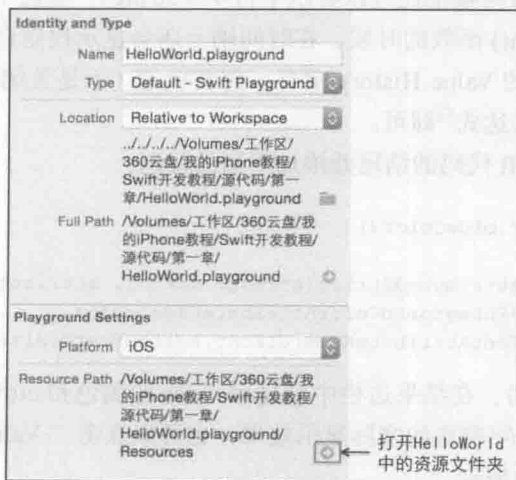 Identity and Type
Name HelloWorld.playground
Type Default - Swift Playground
Location Relative to Workspace
../../../../Volumes/工作区/
360云盘/我的iPhone教程/
Swift开发教程/源代码/第一
章/HelloWorld.playground
Full Path /Volumes/工作区/360云盘/我
的iPhone教程/Swift开发教程/
源代码/第一章/
HelloWorld.playground
Playground Settings
Platform iOS
Resource Path /Volumes/工作区/360云盘/我
的iPhone教程/Swift开发教程/
源代码/第一章/
HelloWorld.playground/
Resources
打开HelloWorld
中的资源文件夹